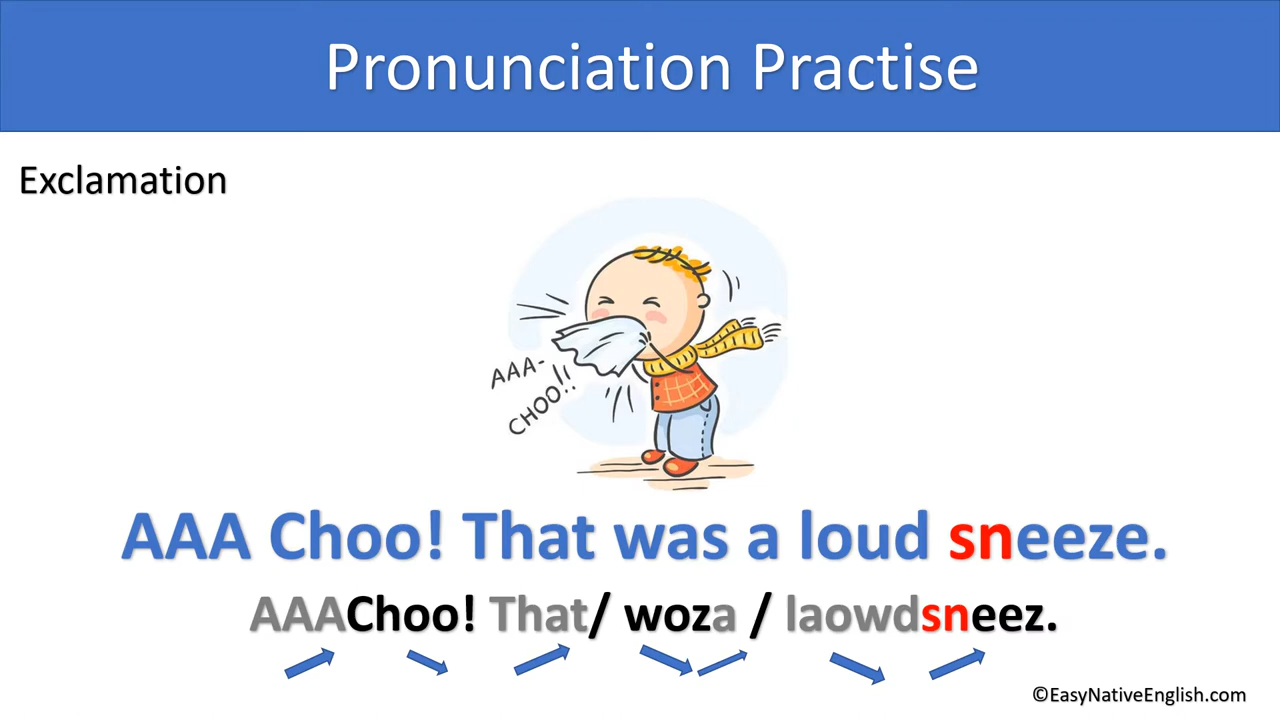 Pronunciation Practise
Exclamation
AAA-
CHOO!!
AAA Choo! That was a loud sneeze.
AAAChoo! That/ woza / laowdsneez.
©EasyNativeEnglish.com